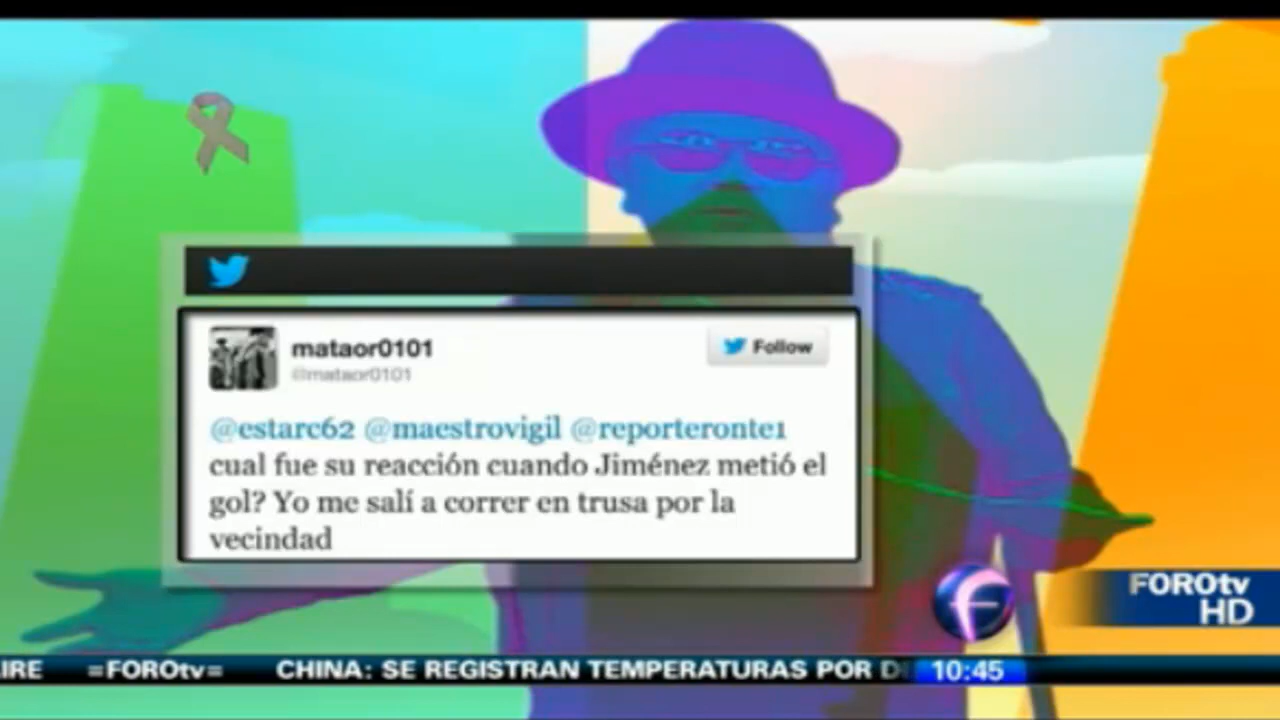 mataor0101
@mataor0101
Follow
@estarc62 @maestrovigil @reporteronte1
cual fue su reacción cuando Jiménez metió el
gol? Yo me salí a correr en trusa por la
vecindad
FOROtv
HD
IRE =FOROtv= CHINA: SE REGISTRAN TEMPERATURAS POR D 10:45